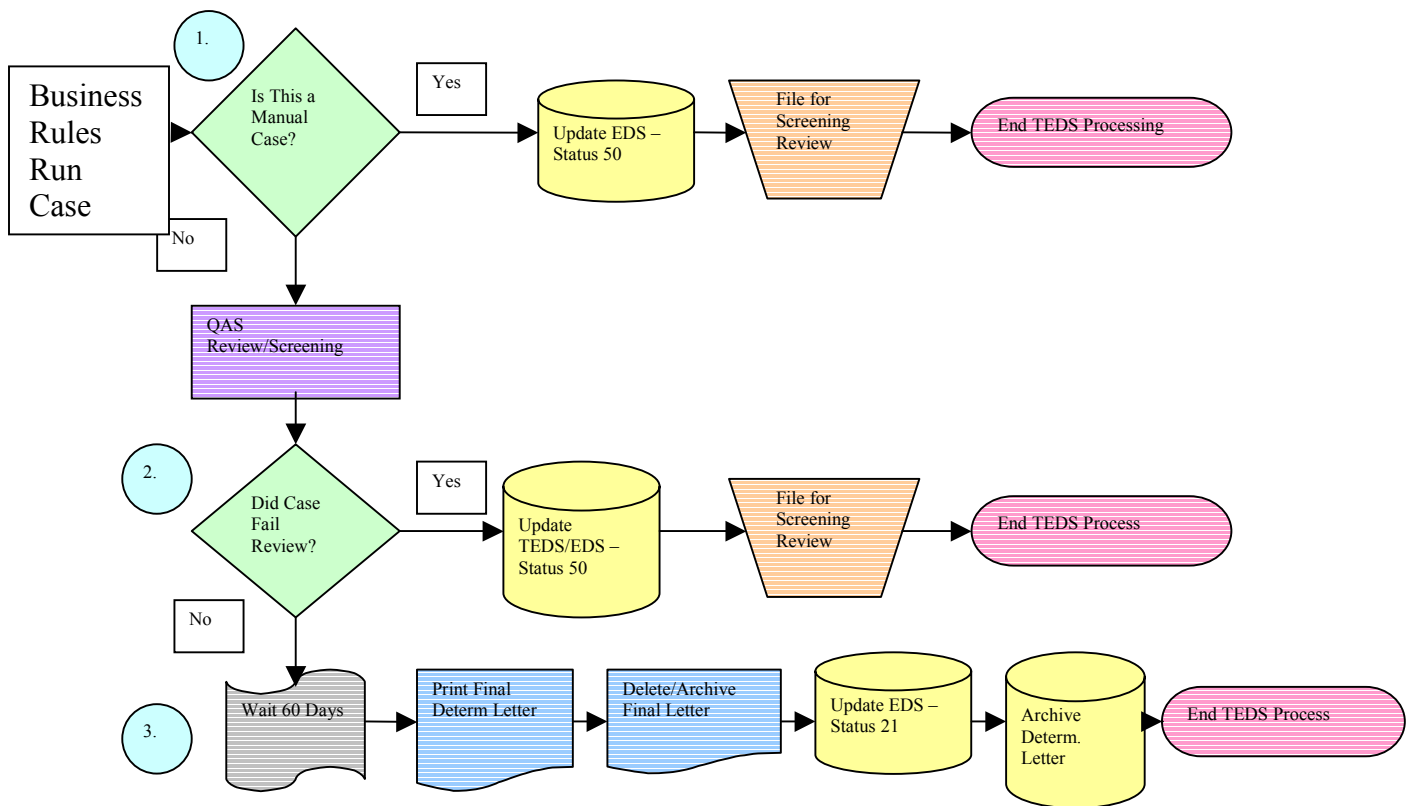 1.
Business
Rules
Run
Case
Is This a
Manual
Case?
Yes
Update EDS –
Status 50
File for
Screening
Review
End TEDS Processing
No
QAS
Review/Screening
2.
Did Case
Fail
Review?
Yes
Update
TEDS/EDS –
Status 50
File for
Screening
Review
End TEDS Process
No
3.
Wait 60 Days
Print Final
Determ Letter
Delete/Archive
Final Letter
Update EDS –
Status 21
Archive
Determ.
Letter
End TEDS Process